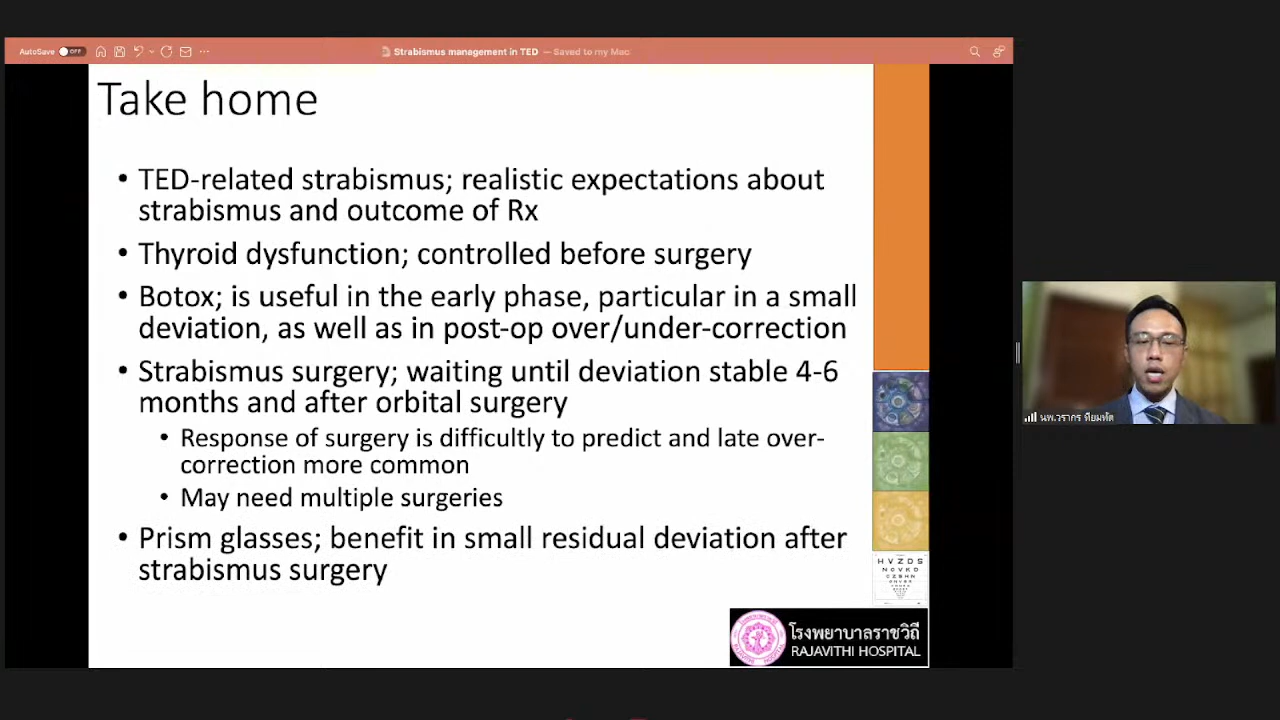 AutoSave OFF
Strabismus management in TED — Saved to my Mac
Take home
• TED-related strabismus; realistic expectations about
strabismus and outcome of Rx
• Thyroid dysfunction; controlled before surgery
• Botox; is useful in the early phase, particular in a small
deviation, as well as in post-op over/under-correction
• Strabismus surgery; waiting until deviation stable 4-6
months and after orbital surgery
• Response of surgery is difficultly to predict and late over-
correction more common
• May need multiple surgeries
• Prism glasses; benefit in small residual deviation after
strabismus surgery
H V Z D S
N C V K D
C Z S H N
โรงพยาบาลราชวิถี
RAJAVITHI HOSPITAL
นพ.วรากร เทียมทัด